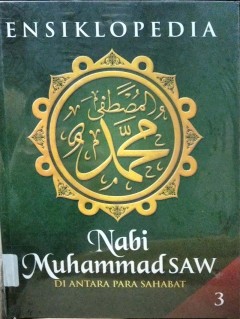 ENSIKLOPEDIA
المصطفى
محمد
Nabi
Muhammad SAW
DI ANTARA PARA SAHABAT
3